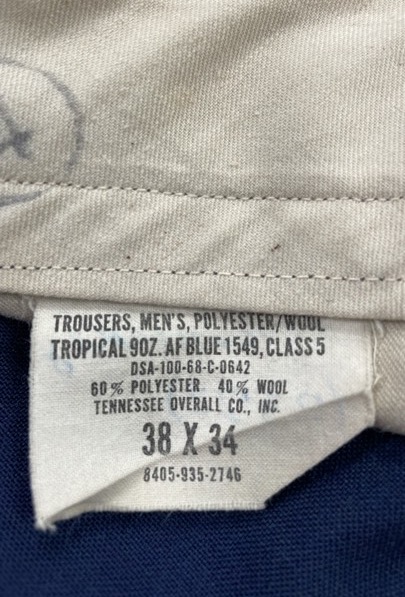 TROUSERS, MEN'S, POLYESTER/WOOL
TROPICAL 9OZ. AF BLUE 1549, CLASS 5
DSA-100-68-C-0642
60% POLYESTER 40% WOOL
TENNESSEE OVERALL CO., INC.
38 X 34
8405-935-2746